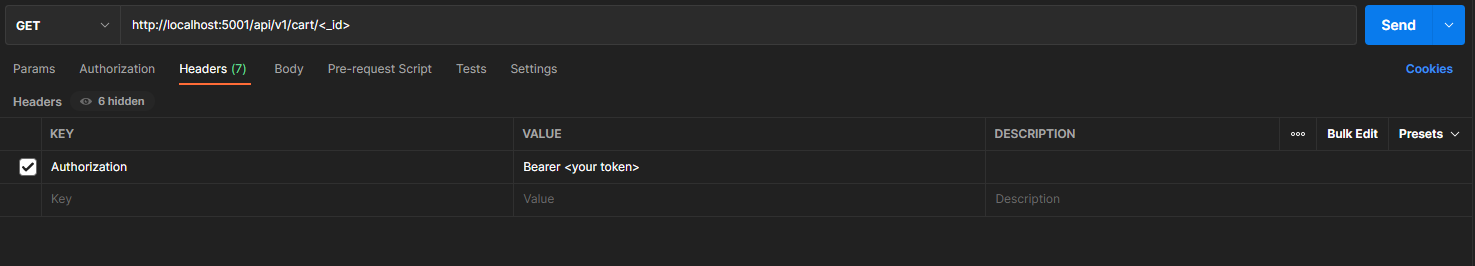 GET http://localhost:5001/api/v1/cart/<_id> Send
Params Authorization Headers (7) Body Pre-request Script Tests Settings Cookies
Headers 6 hidden
KEY VALUE DESCRIPTION Bulk Edit Presets
Authorization Bearer <your token>
Key Value Description